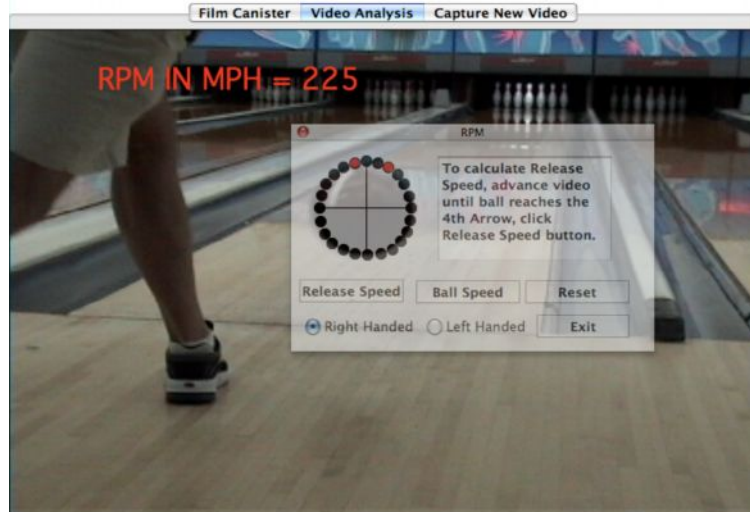 Film Canister Video Analysis Capture New Video
RPM IN MPH = 225
RPM
To calculate Release
Speed, advance video
until ball reaches the
4th Arrow, click
Release Speed button.
Release Speed Ball Speed Reset
Right Handed Left Handed Exit